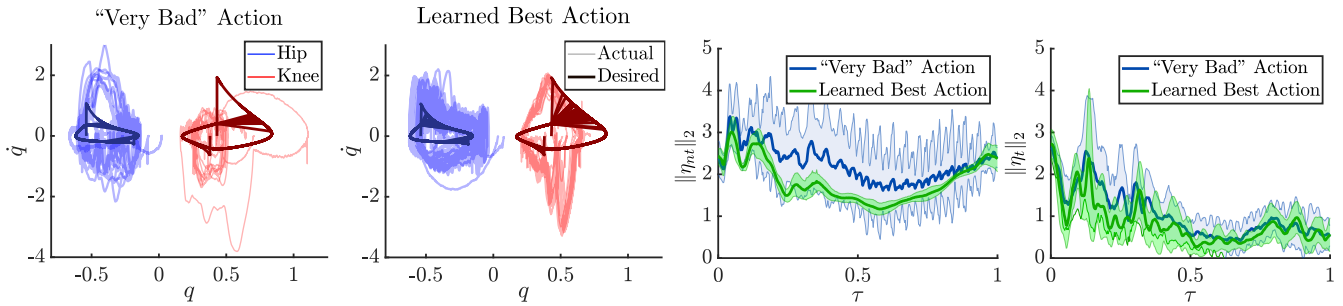 “Very Bad” Action
q̇
2
0
-2
-4
-0.5
0
0.5
1
q
Hip
Knee
Learned Best Action
q̇
2
0
-2
-4
-0.5
0
0.5
1
q
Actual
Desired
‖η_nt‖₂
5
4
3
2
1
0
0
0.5
1
τ
“Very Bad” Action
Learned Best Action
‖η_t‖₂
5
4
3
2
1
0
0
0.5
1
τ
“Very Bad” Action
Learned Best Action